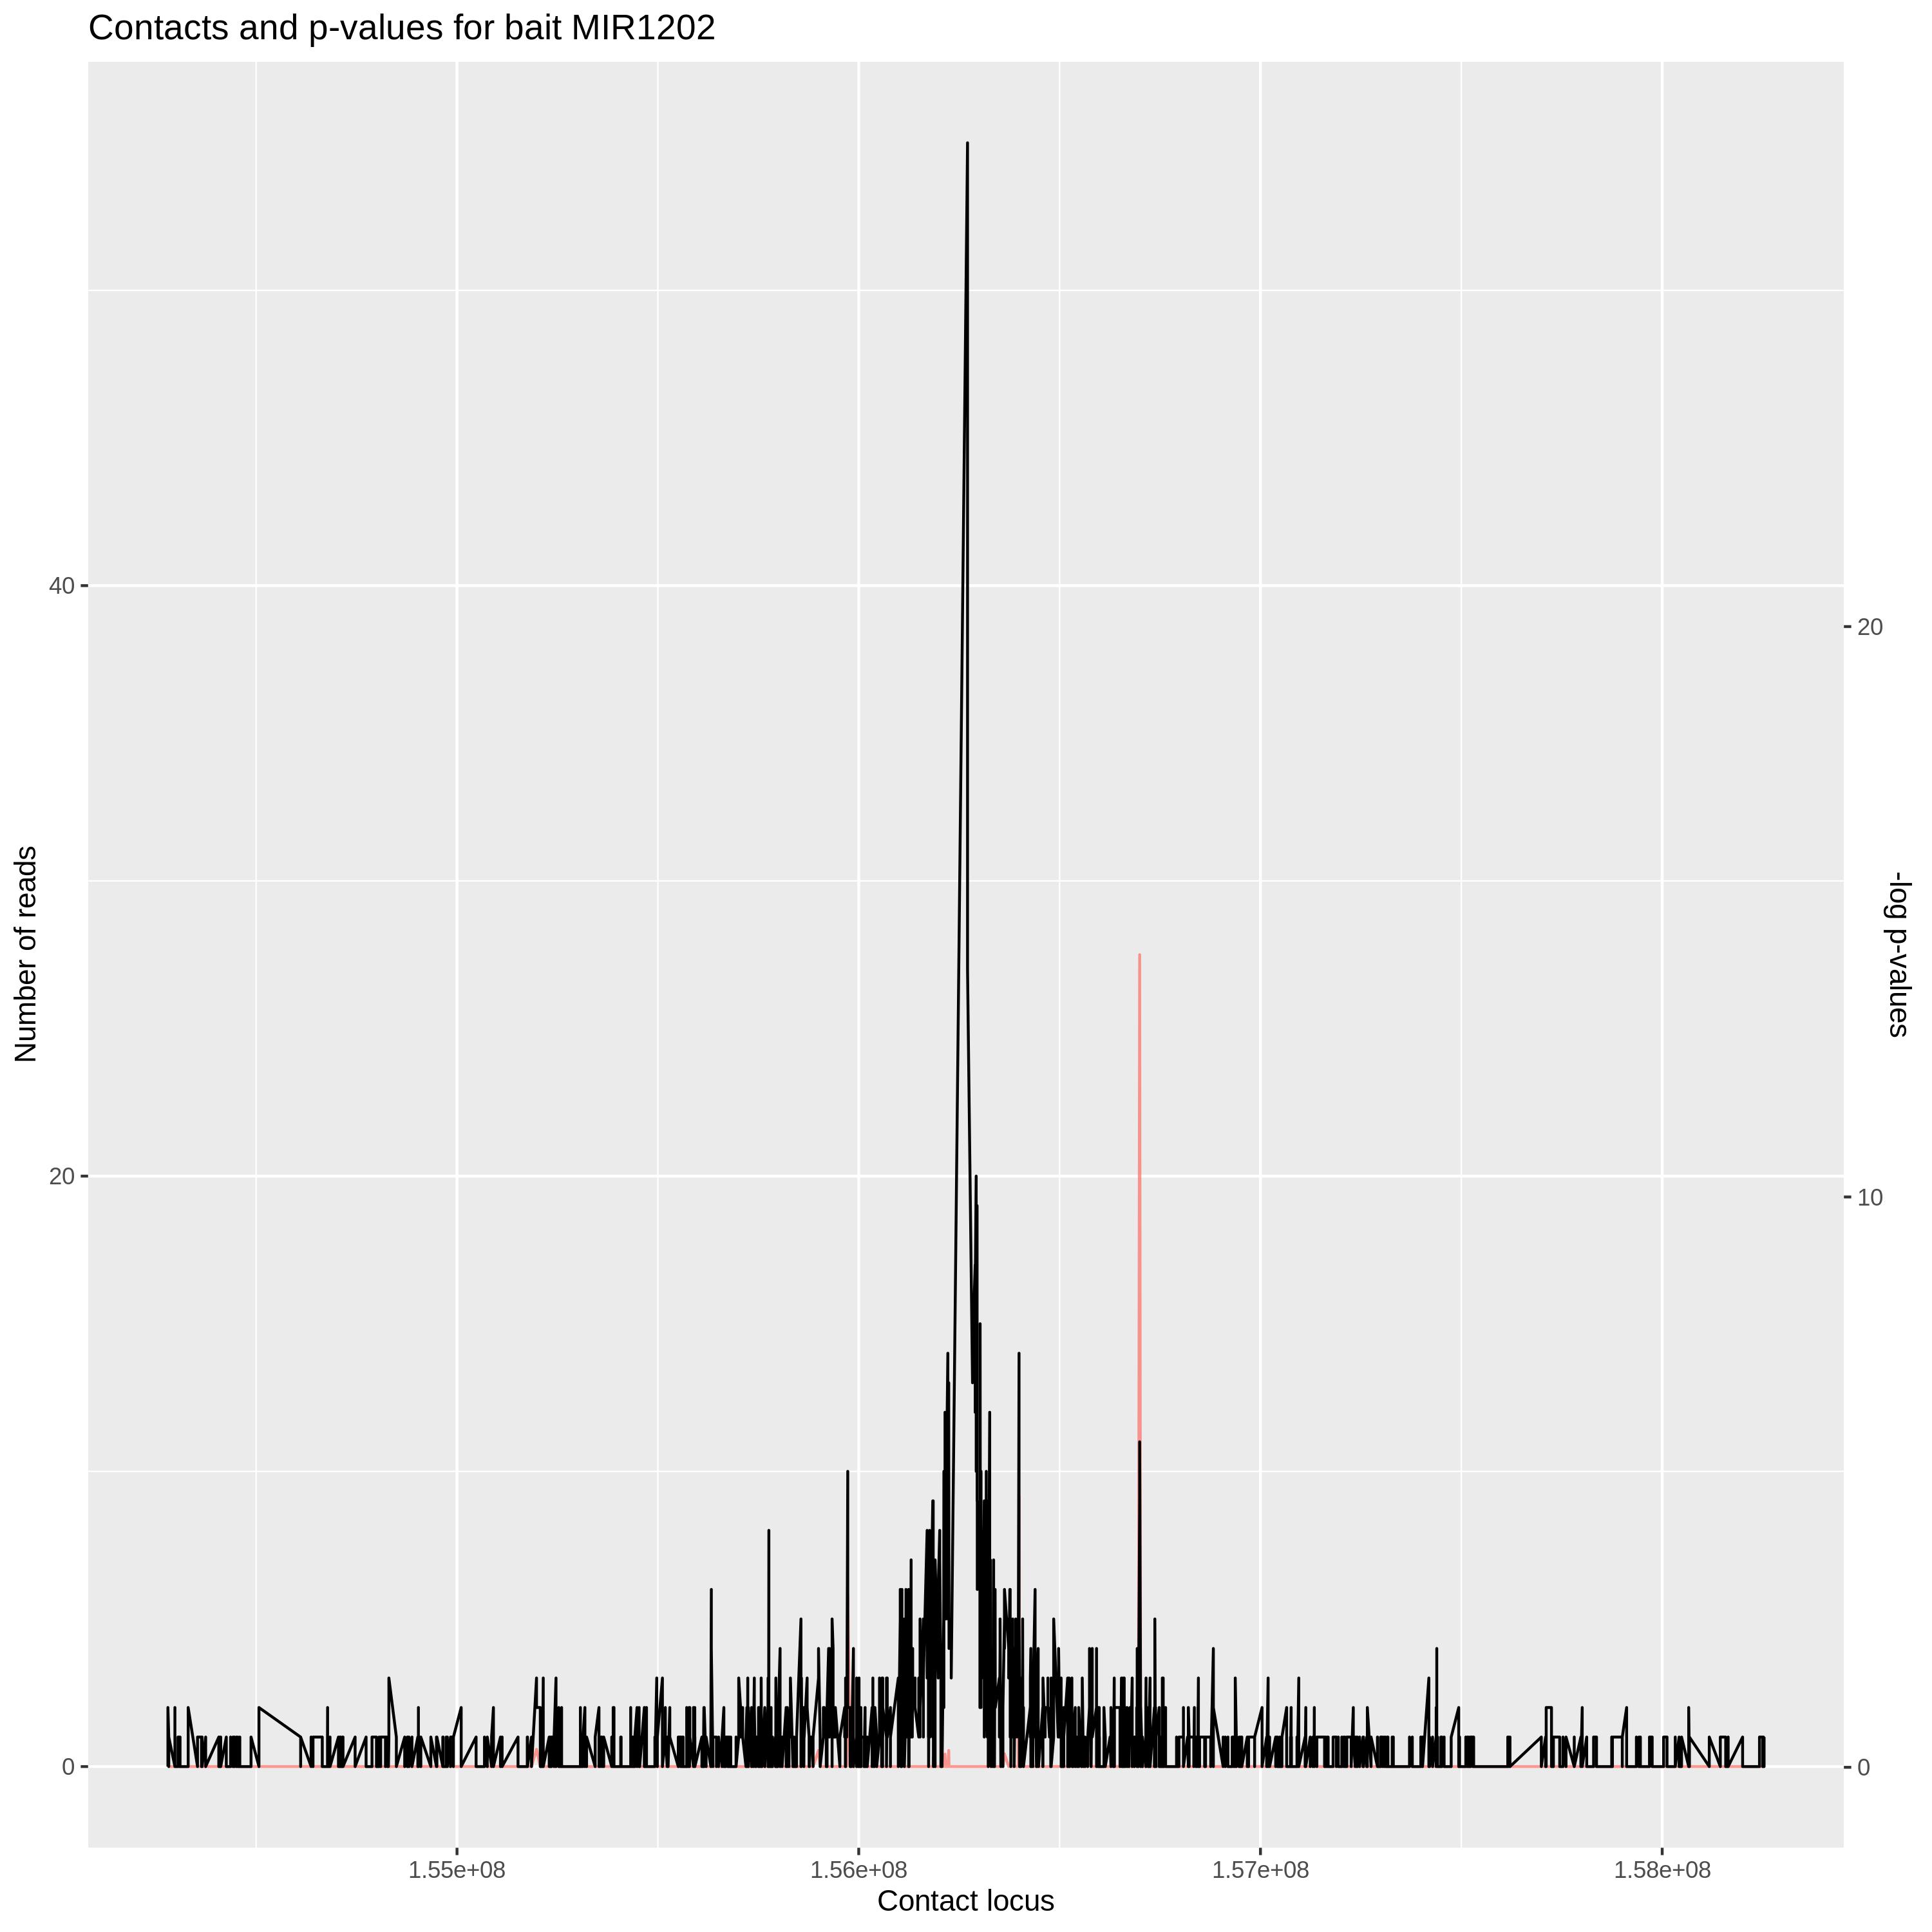 Contacts and p-values for bait MIR1202
Number of reads
40
20
0
-log p-values
20
10
0
1.55e+08 1.56e+08 1.57e+08 1.58e+08
Contact locus